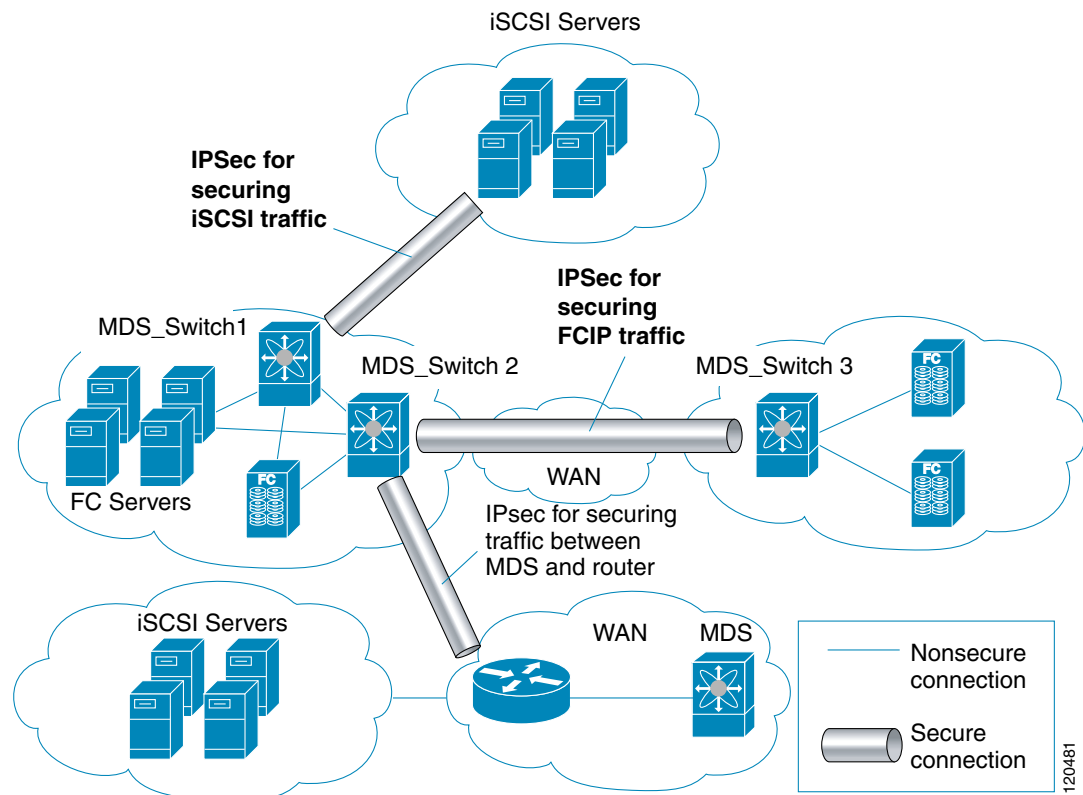 iSCSI Servers
IPSec for
securing
iSCSI traffic
IPSec for
securing
FCIP traffic
MDS_Switch1
MDS_Switch 2
MDS_Switch 3
FC
FC
FC
FC Servers
WAN
IPsec for securing
traffic between
MDS and router
iSCSI Servers
WAN
MDS
Nonsecure
connection
Secure
connection
120481